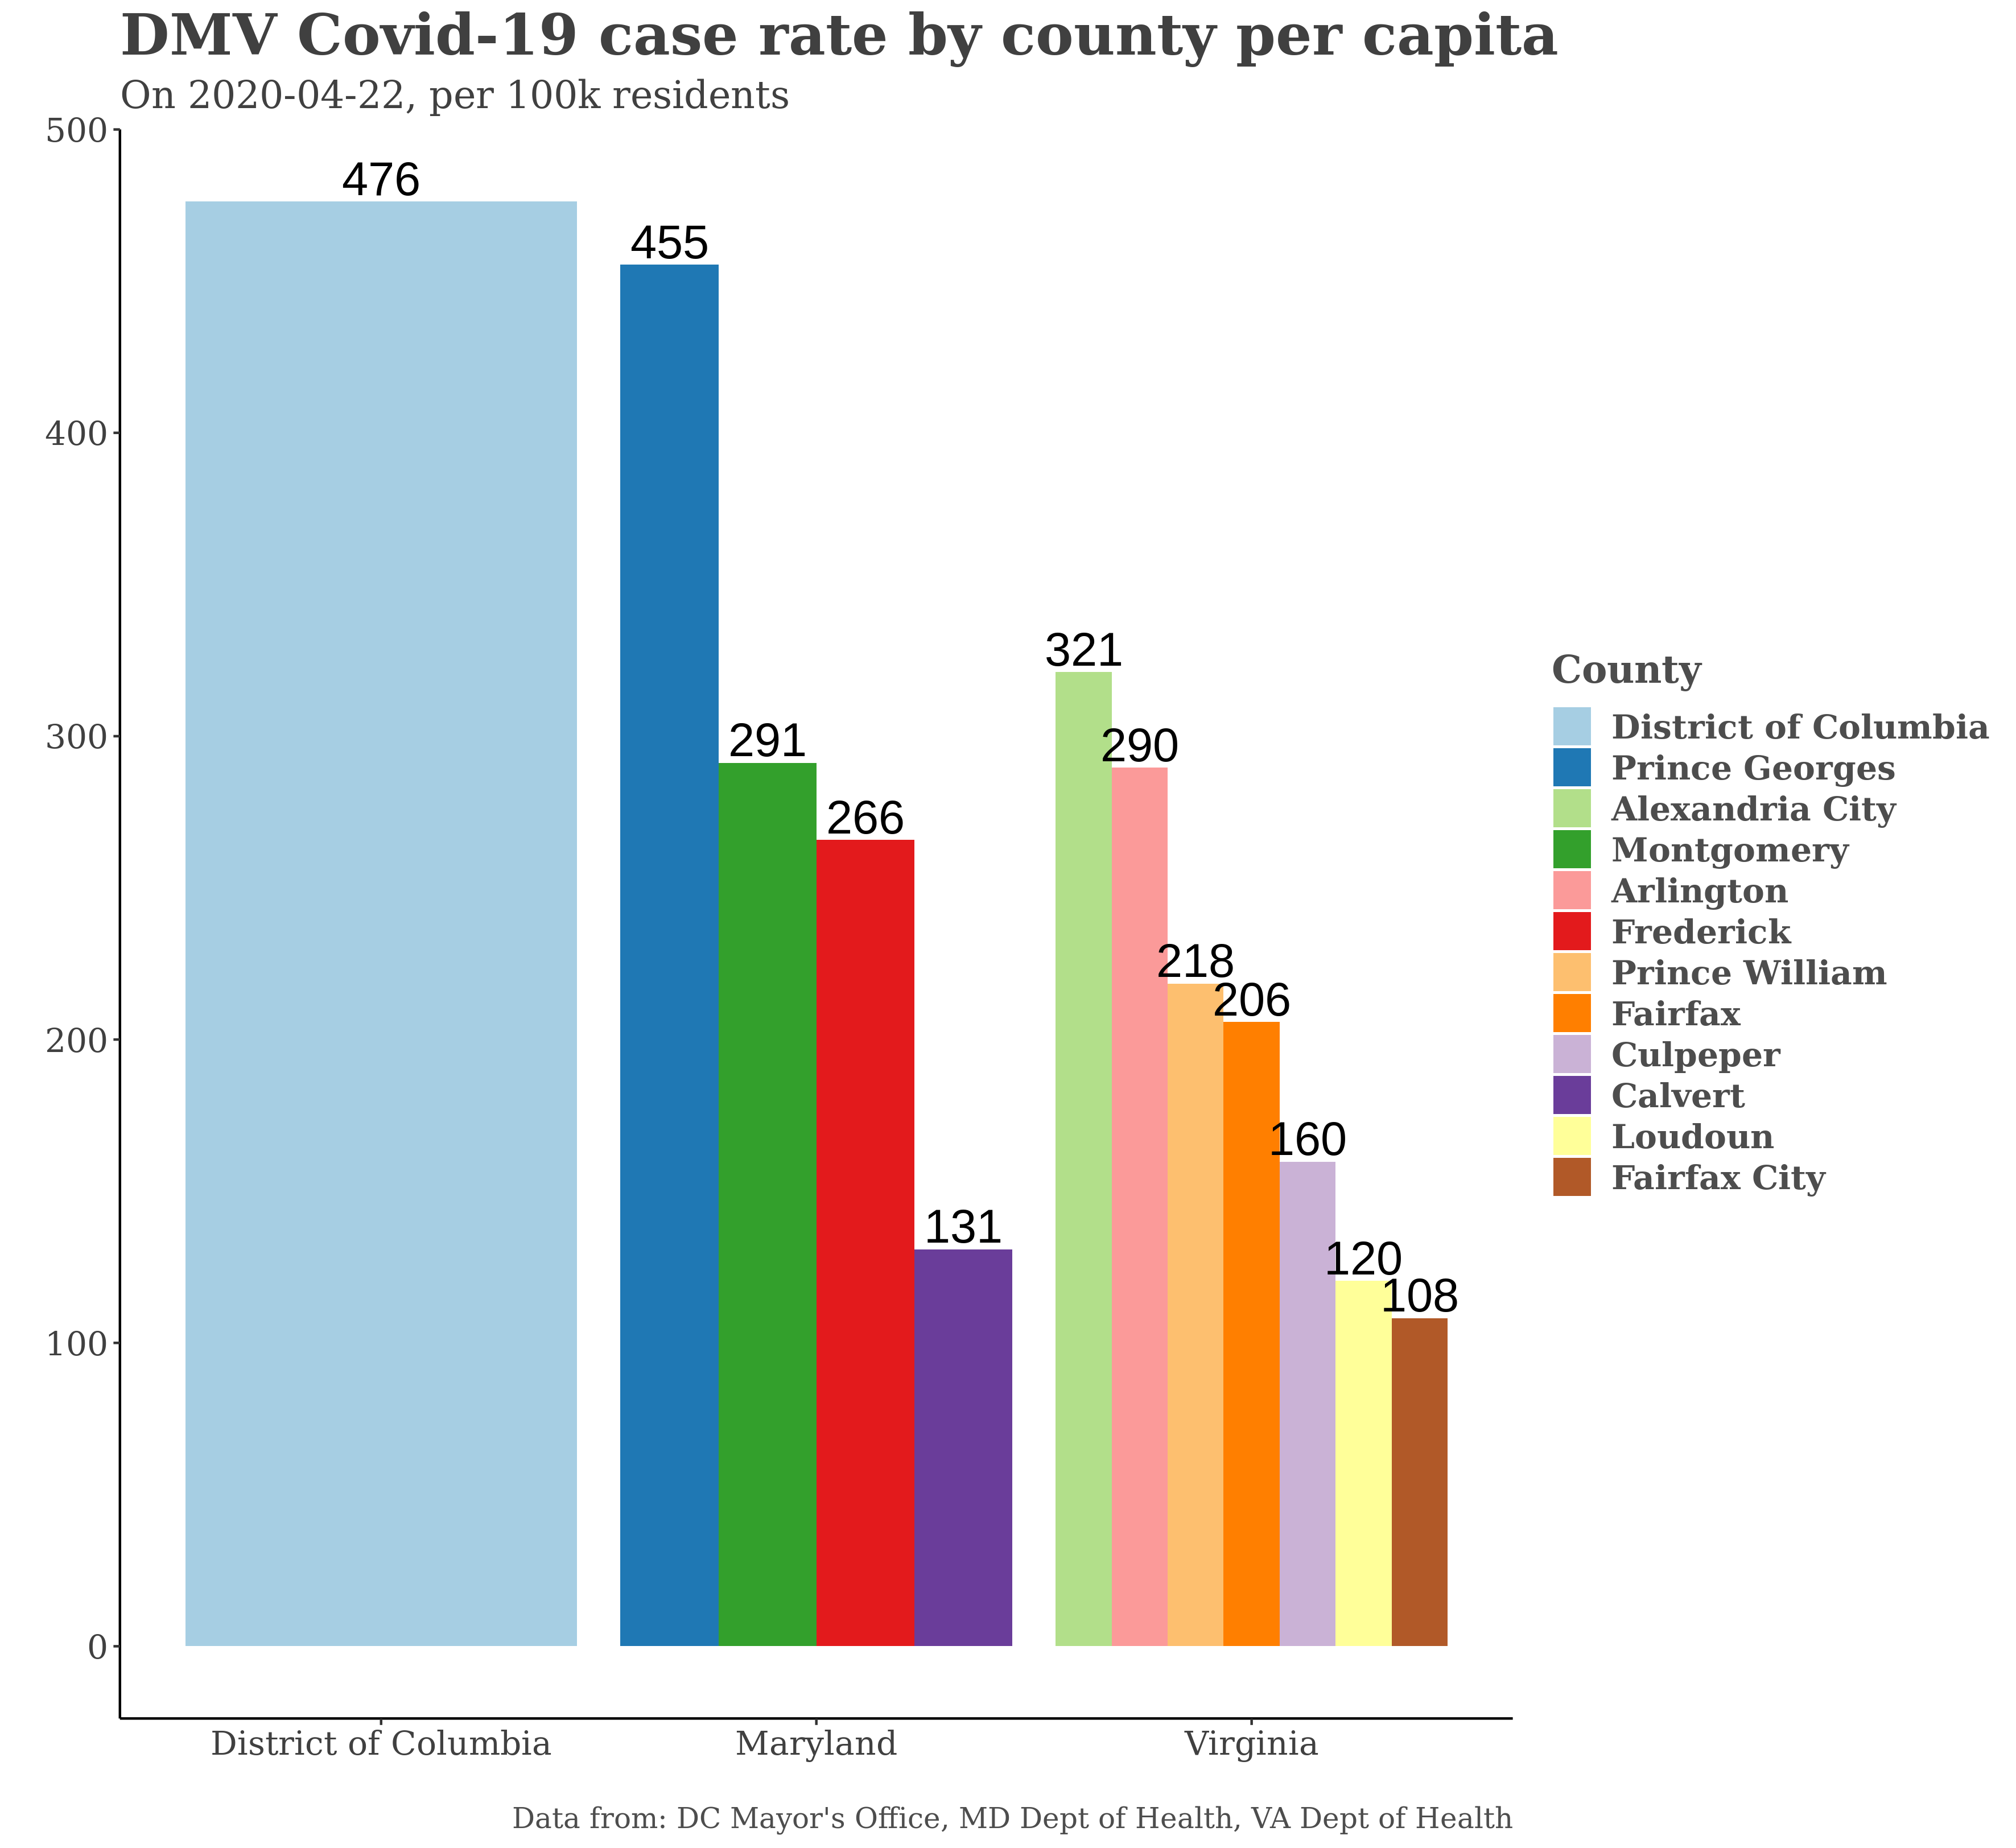 DMV Covid-19 case rate by county per capita
On 2020-04-22, per 100k residents
500
400
300
200
100
0
476
455
291
266
131
321
290
218
206
160
120
108
District of Columbia
Maryland
Virginia
County
District of Columbia
Prince Georges
Alexandria City
Montgomery
Arlington
Frederick
Prince William
Fairfax
Culpeper
Calvert
Loudoun
Fairfax City
Data from: DC Mayor's Office, MD Dept of Health, VA Dept of Health